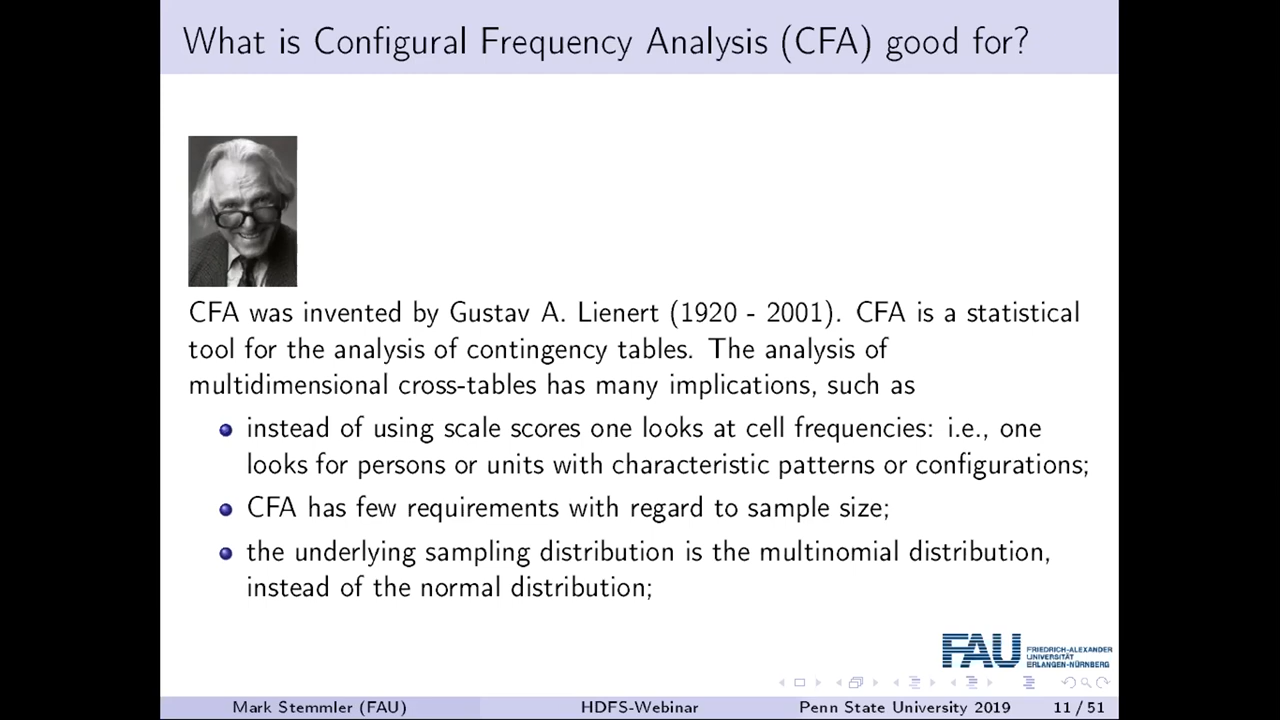 What is Configural Frequency Analysis (CFA) good for?
CFA was invented by Gustav A. Lienert (1920 - 2001). CFA is a statistical
tool for the analysis of contingency tables. The analysis of
multidimensional cross-tables has many implications, such as
instead of using scale scores one looks at cell frequencies: i.e., one
looks for persons or units with characteristic patterns or configurations;
CFA has few requirements with regard to sample size;
the underlying sampling distribution is the multinomial distribution,
instead of the normal distribution;
FAU
FRIEDRICH-ALEXANDER
UNIVERSITÄT
ERLANGEN-NÜRNBERG
Mark Stemmler (FAU) HDFS-Webinar Penn State University 2019 11 / 51